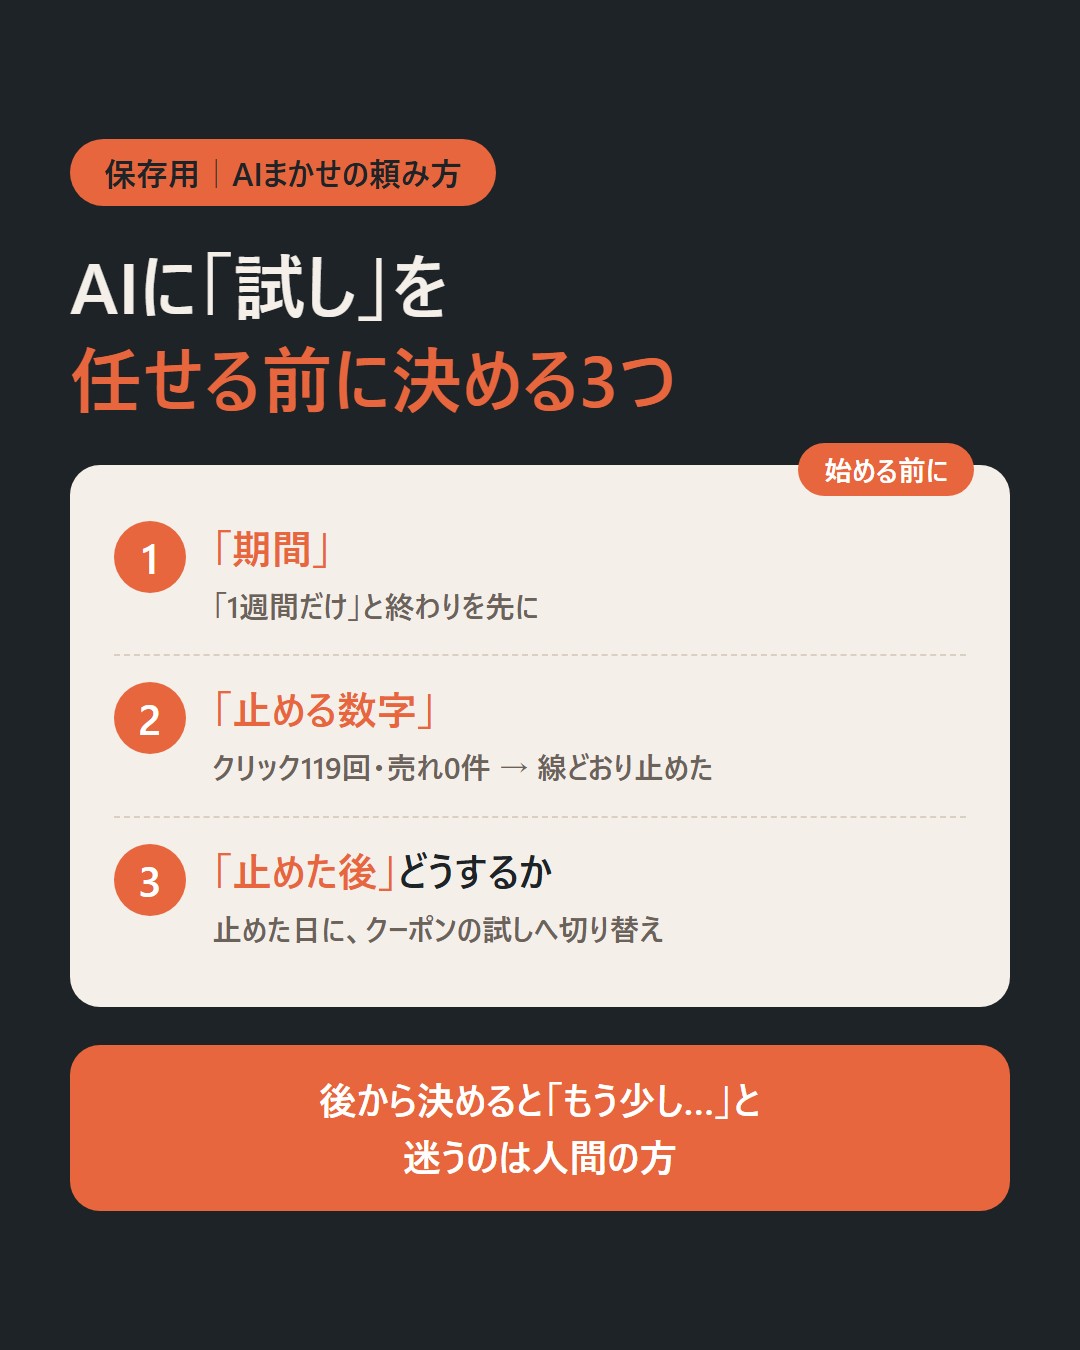 保存用｜AIまかせの頼み方
AIに「試し」を
任せる前に決める3つ
始める前に
1
「期間」
「1週間だけ」と終わりを先に
2
「止める数字」
クリック119回・売れ0件 → 線どおり止めた
3
「止めた後」どうするか
止めた日に、クーポンの試しへ切り替え
後から決めると「もう少し…」と
迷うのは人間の方